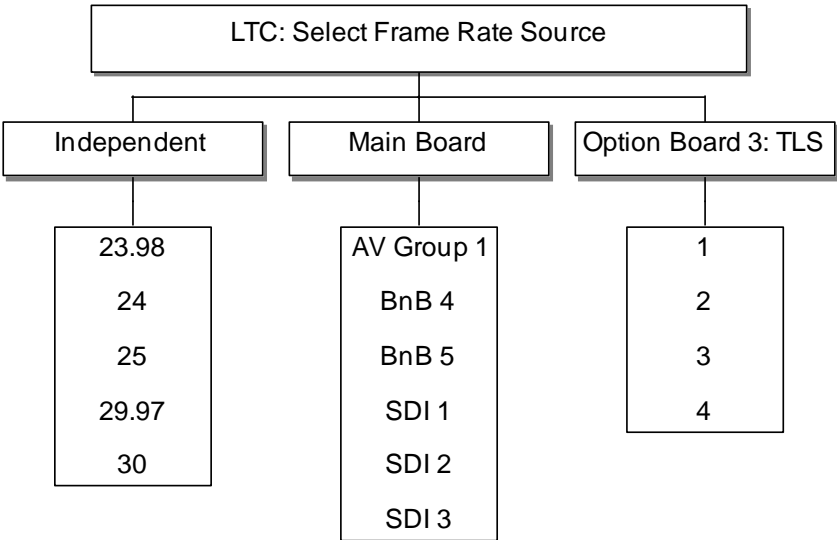 LTC: Select Frame Rate Source
Independent
Main Board
Option Board 3: TLS
23.98
24
25
29.97
30
AV Group 1
BnB 4
BnB 5
SDI 1
SDI 2
SDI 3
1
2
3
4